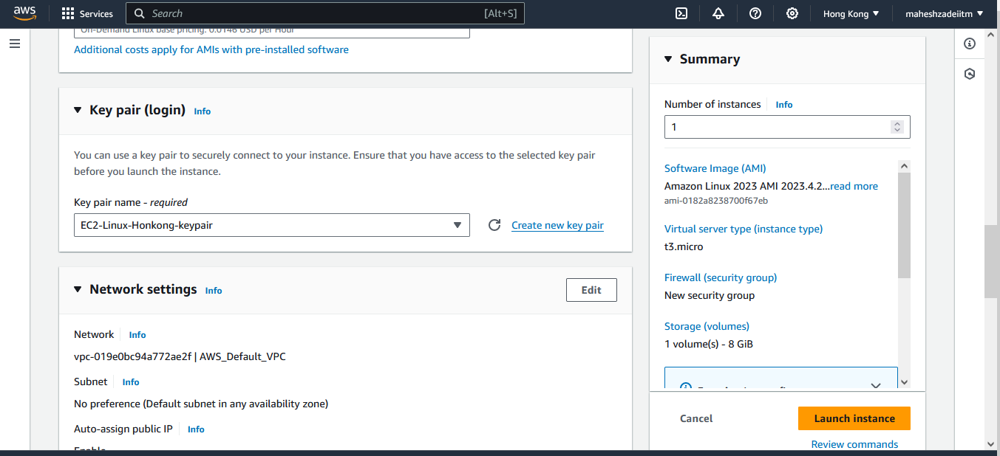 aws
Services
Search
[Alt+S]
Hong Kong
maheshzadeiitm
On-Demand Linux base pricing: 0.0146 USD per Hour
Additional costs apply for AMIs with pre-installed software
Key pair (login) Info
You can use a key pair to securely connect to your instance. Ensure that you have access to the selected key pair
before you launch the instance.
Key pair name - required
EC2-Linux-Honkong-keypair
Create new key pair
Network settings Info
Edit
Network Info
vpc-019e0bc94a772ae2f | AWS_Default_VPC
Subnet Info
No preference (Default subnet in any availability zone)
Auto-assign public IP Info
Enable
Summary
Number of instances Info
1
Software Image (AMI)
Amazon Linux 2023 AMI 2023.4.2...read more
ami-0182a8238700f67eb
Virtual server type (instance type)
t3.micro
Firewall (security group)
New security group
Storage (volumes)
1 volume(s) - 8 GiB
Cancel
Launch instance
Review commands